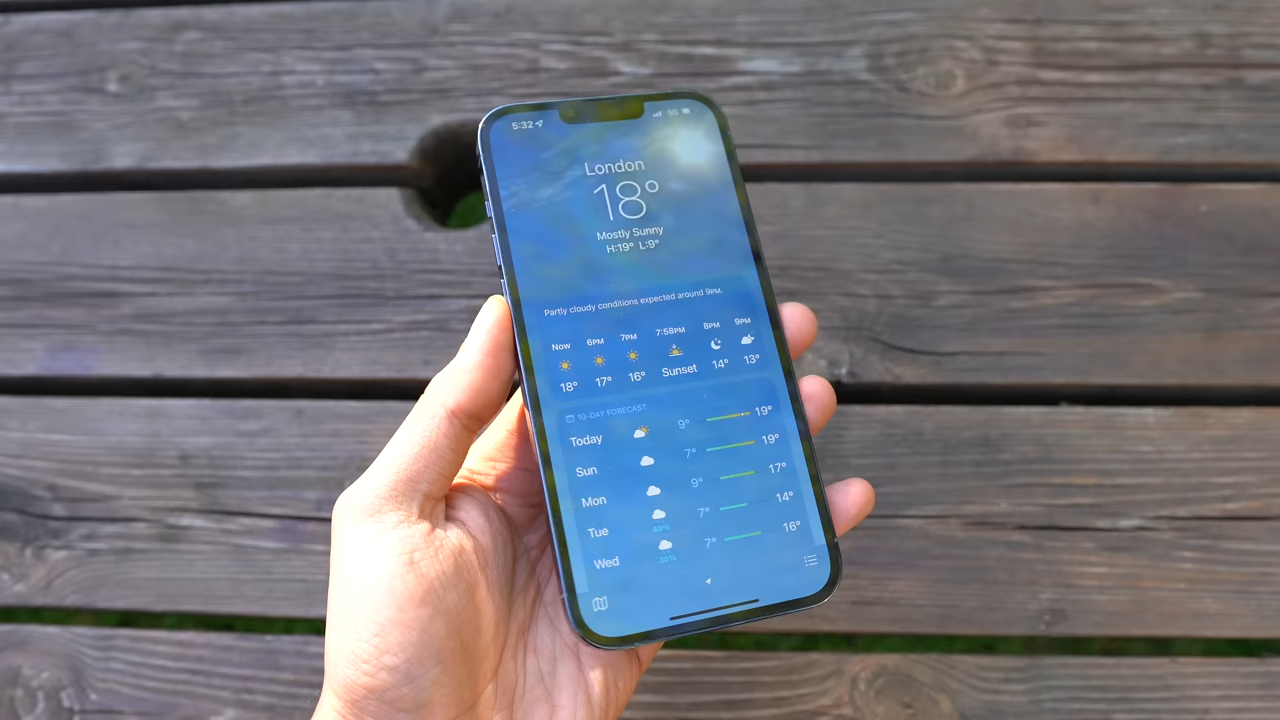 5:32 5G
London
18°
Mostly Sunny
H:19° L:9°
Partly cloudy conditions expected around 9PM.
Now 6PM 7PM 7:58PM 8PM 9PM
18° 17° 16° Sunset 14° 13°
10-DAY FORECAST
Today 9° 19°
Sun 7° 19°
Mon 9° 17°
Tue 60% 7° 14°
Wed 30% 7° 16°